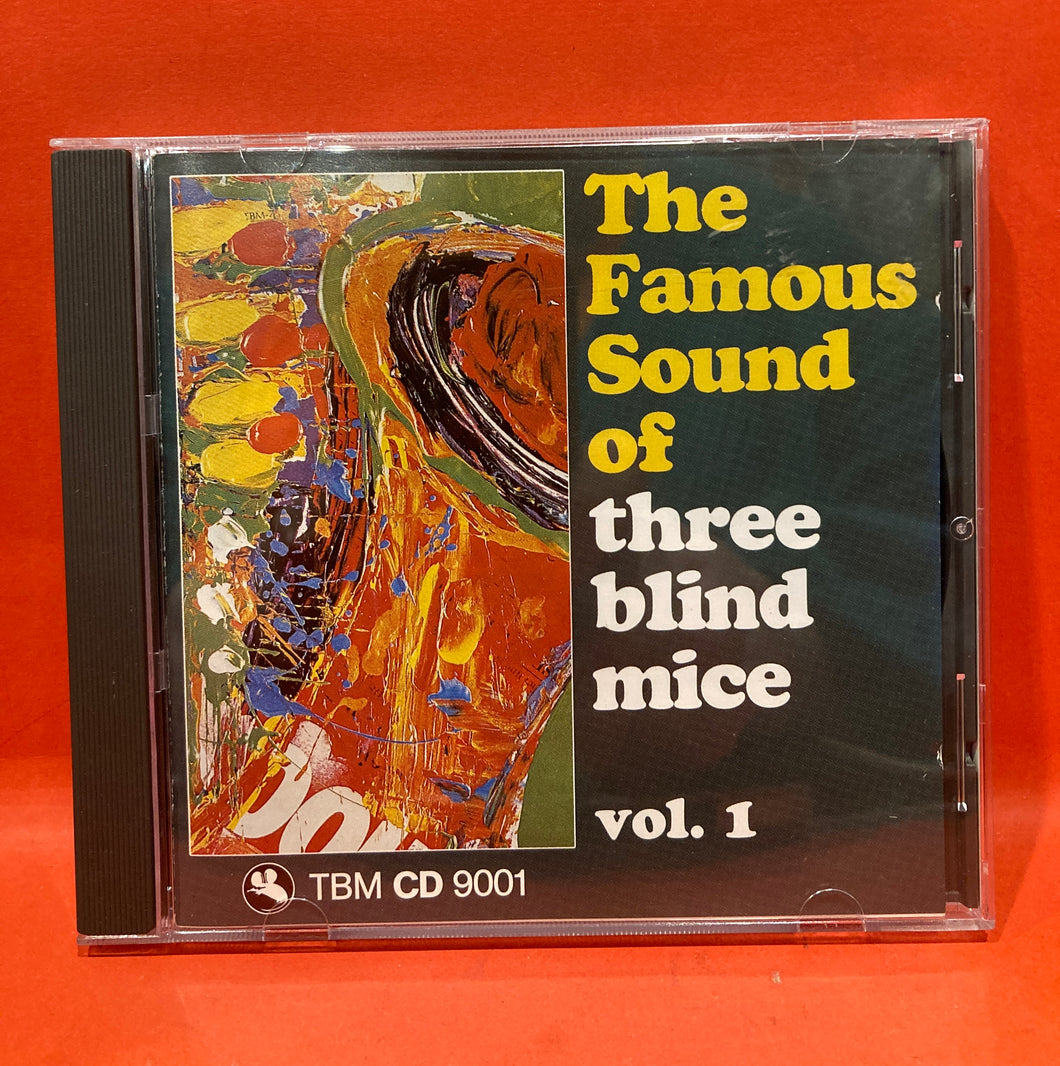 The
Famous
Sound
of
three
blind
mice
vol. 1
TBM CD 9001